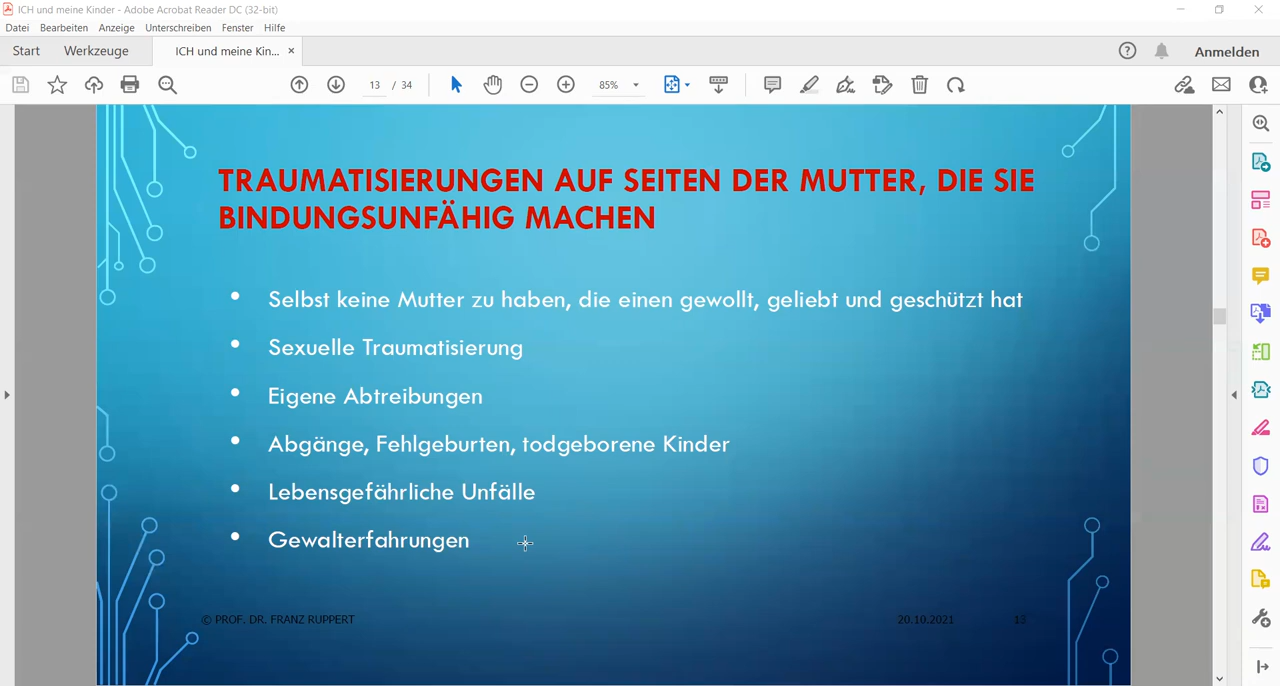 ICH und meine Kinder - Adobe Acrobat Reader DC (32-bit)
Datei Bearbeiten Anzeige Unterschreiben Fenster Hilfe
Start Werkzeuge ICH und meine Kin... × Anmelden
13 / 34 85%
TRAUMATISIERUNGEN AUF SEITEN DER MUTTER, DIE SIE
BINDUNGSUNFÄHIG MACHEN
• Selbst keine Mutter zu haben, die einen gewollt, geliebt und geschützt hat
• Sexuelle Traumatisierung
• Eigene Abtreibungen
• Abgänge, Fehlgeburten, todgeborene Kinder
• Lebensgefährliche Unfälle
• Gewalterfahrungen
© PROF. DR. FRANZ RUPPERT 20.10.2021 13